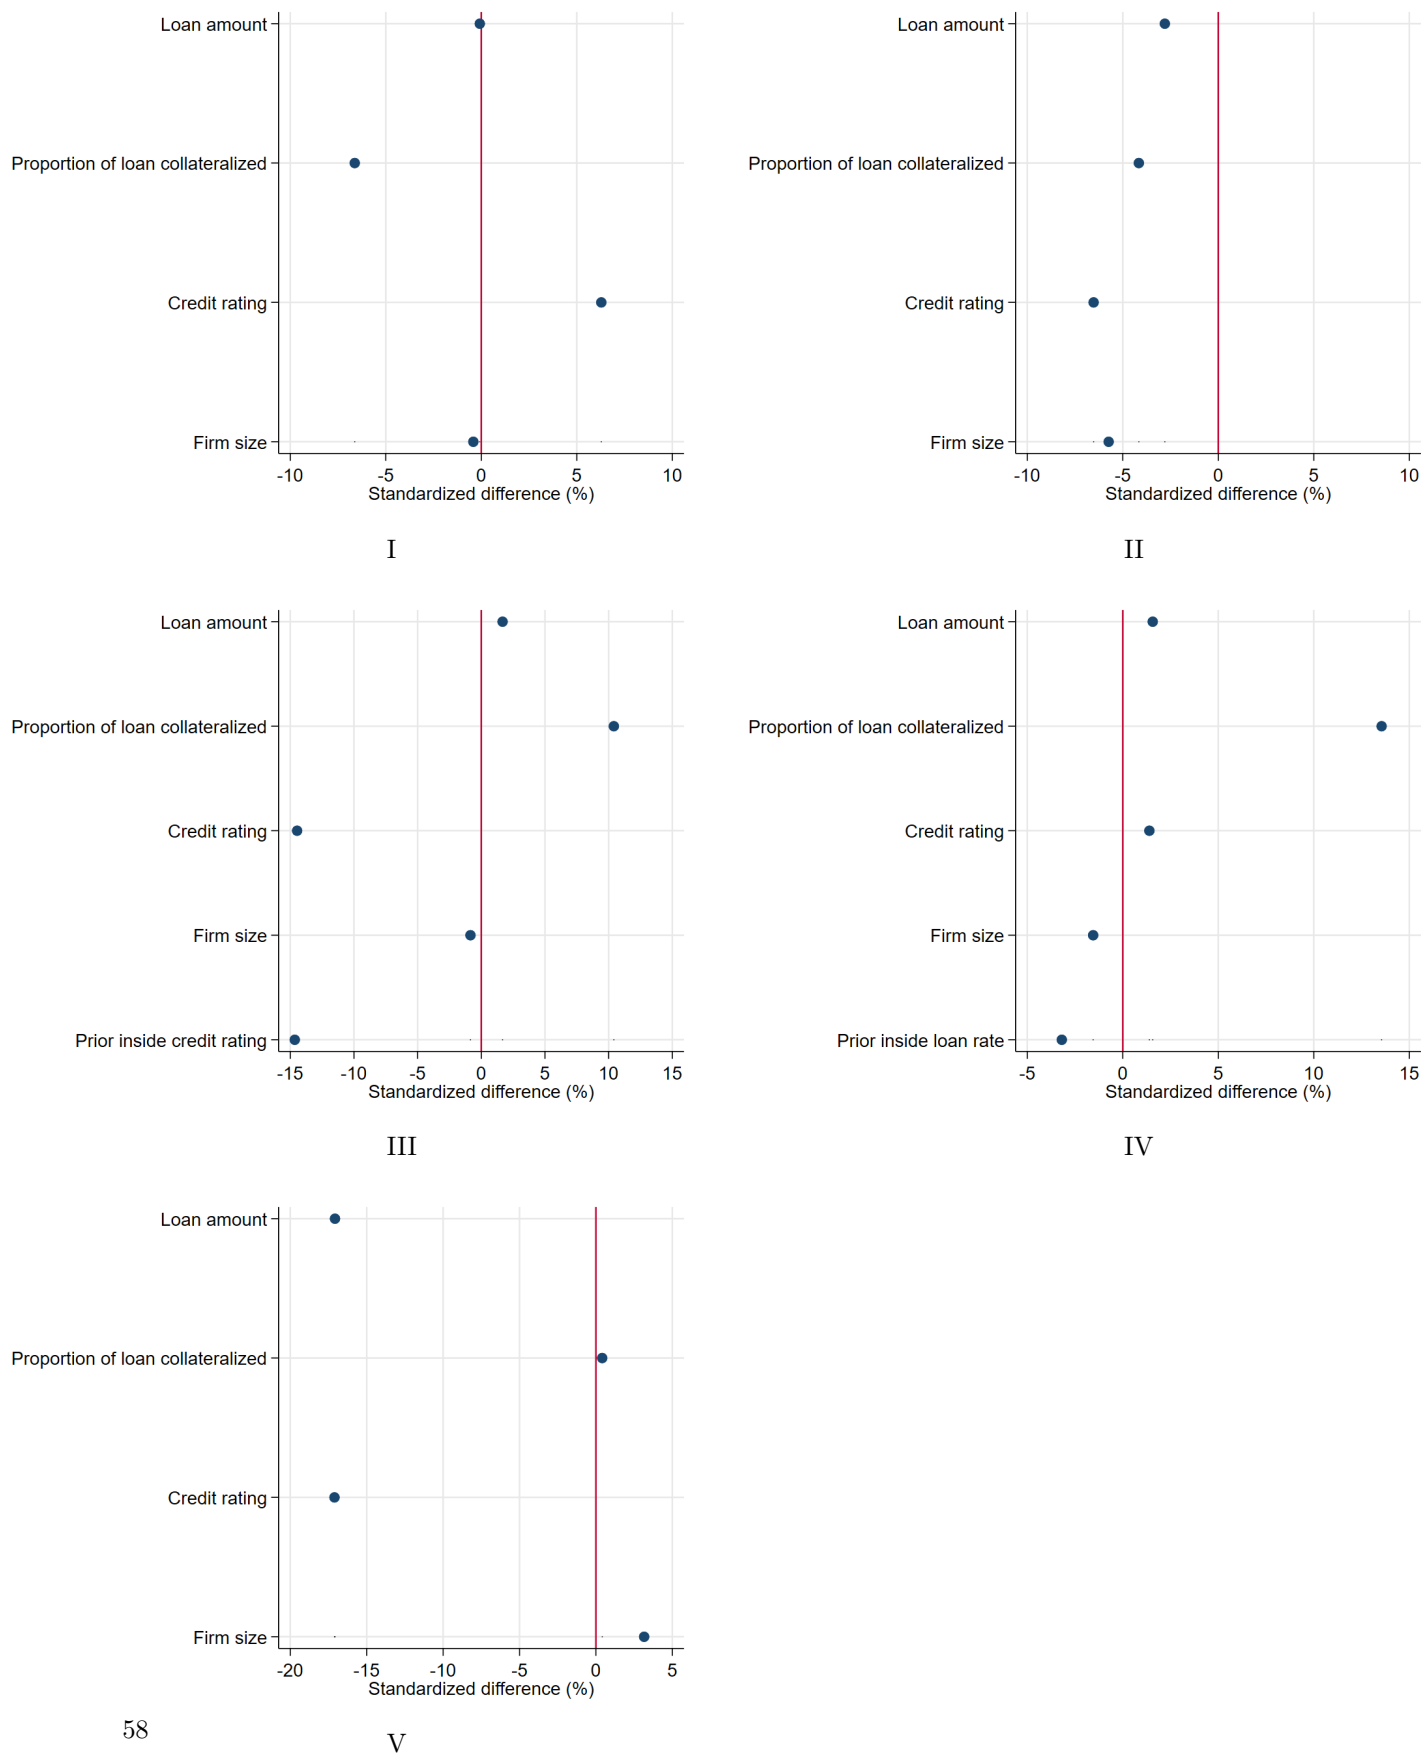 Loan amount
Proportion of loan collateralized
Credit rating
Firm size
-10 -5 0 5 10
Standardized difference (%)
I
Loan amount
Proportion of loan collateralized
Credit rating
Firm size
-10 -5 0 5 10
Standardized difference (%)
II
Loan amount
Proportion of loan collateralized
Credit rating
Firm size
Prior inside credit rating
-15 -10 -5 0 5 10 15
Standardized difference (%)
III
Loan amount
Proportion of loan collateralized
Credit rating
Firm size
Prior inside loan rate
-5 0 5 10 15
Standardized difference (%)
IV
Loan amount
Proportion of loan collateralized
Credit rating
Firm size
-20 -15 -10 -5 0 5
Standardized difference (%)
V
58